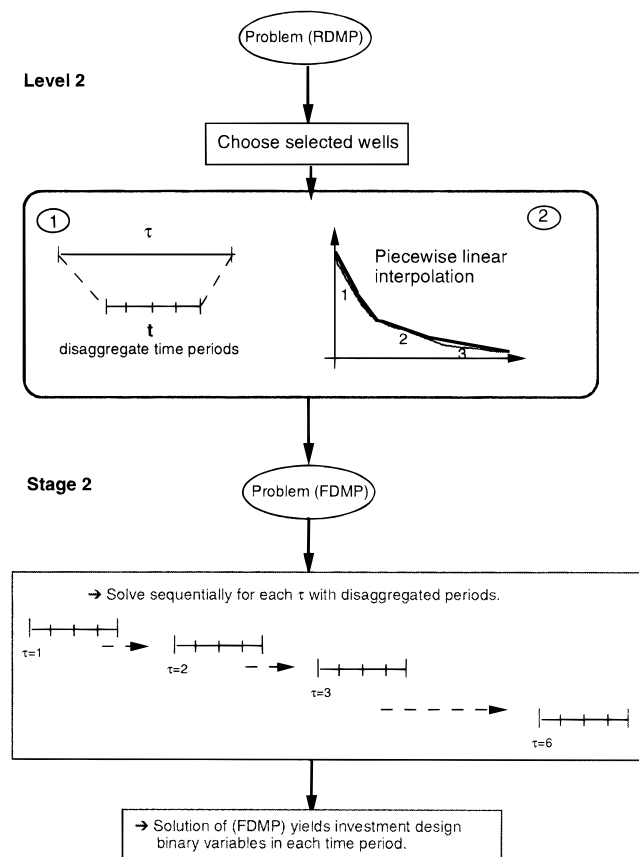 Problem (RDMP)
Level 2
Choose selected wells
1
2
τ
Piecewise linear
interpolation
1
t
2
disaggregate time periods
3
Stage 2
Problem (FDMP)
➔ Solve sequentially for each τ with disaggregated periods.
τ=1
τ=2
τ=3
τ=6
➔ Solution of (FDMP) yields investment design
binary variables in each time period.